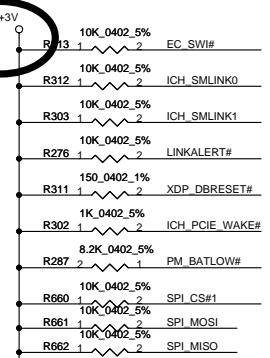 +3V
10K_0402_5%
1 2 EC_SWI#
10K_0402_5%
R312 1 2 ICH_SMLINK0
10K_0402_5%
R303 1 2 ICH_SMLINK1
10K_0402_5%
R276 1 2 LINKALERT#
150_0402_1%
R311 1 2 XDP_DBRESET#
1K_0402_5%
R302 1 2 ICH_PCIE_WAKE#
8.2K_0402_5%
R287 2 1 PM_BATLOW#
10K_0402_5%
R660 1 2 SPI_CS#1
10K_0402_5%
R661 1 2 SPI_MOSI
10K_0402_5%
R662 1 2 SPI_MISO